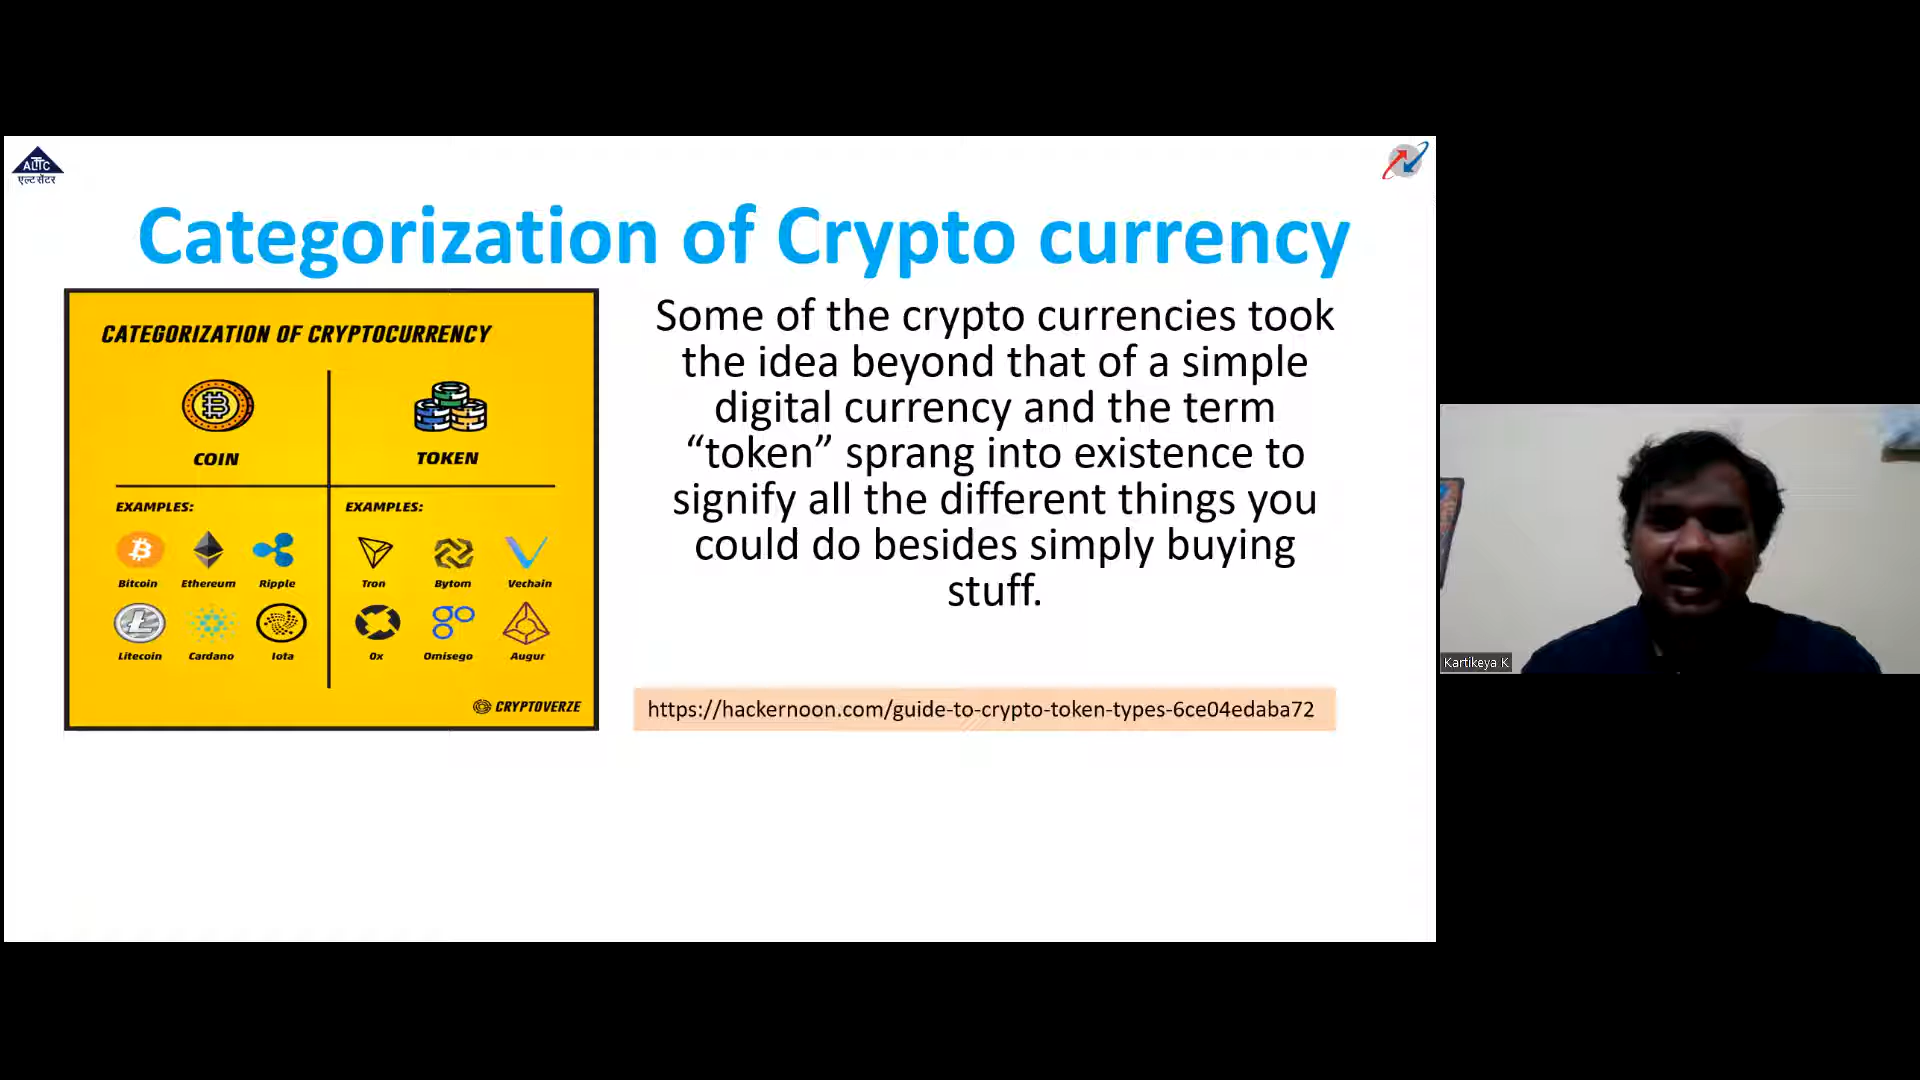 ALTTC
एल्टसेंटर
Categorization of Crypto currency
CATEGORIZATION OF CRYPTOCURRENCY
COIN
TOKEN
EXAMPLES:
EXAMPLES:
Bitcoin Ethereum Ripple
Tron Bytom Vechain
Litecoin Cardano Iota
0x Omisego Augur
CRYPTOVERZE
Some of the crypto currencies took
the idea beyond that of a simple
digital currency and the term
“token” sprang into existence to
signify all the different things you
could do besides simply buying
stuff.
https://hackernoon.com/guide-to-crypto-token-types-6ce04edaba72
Kartikeya K